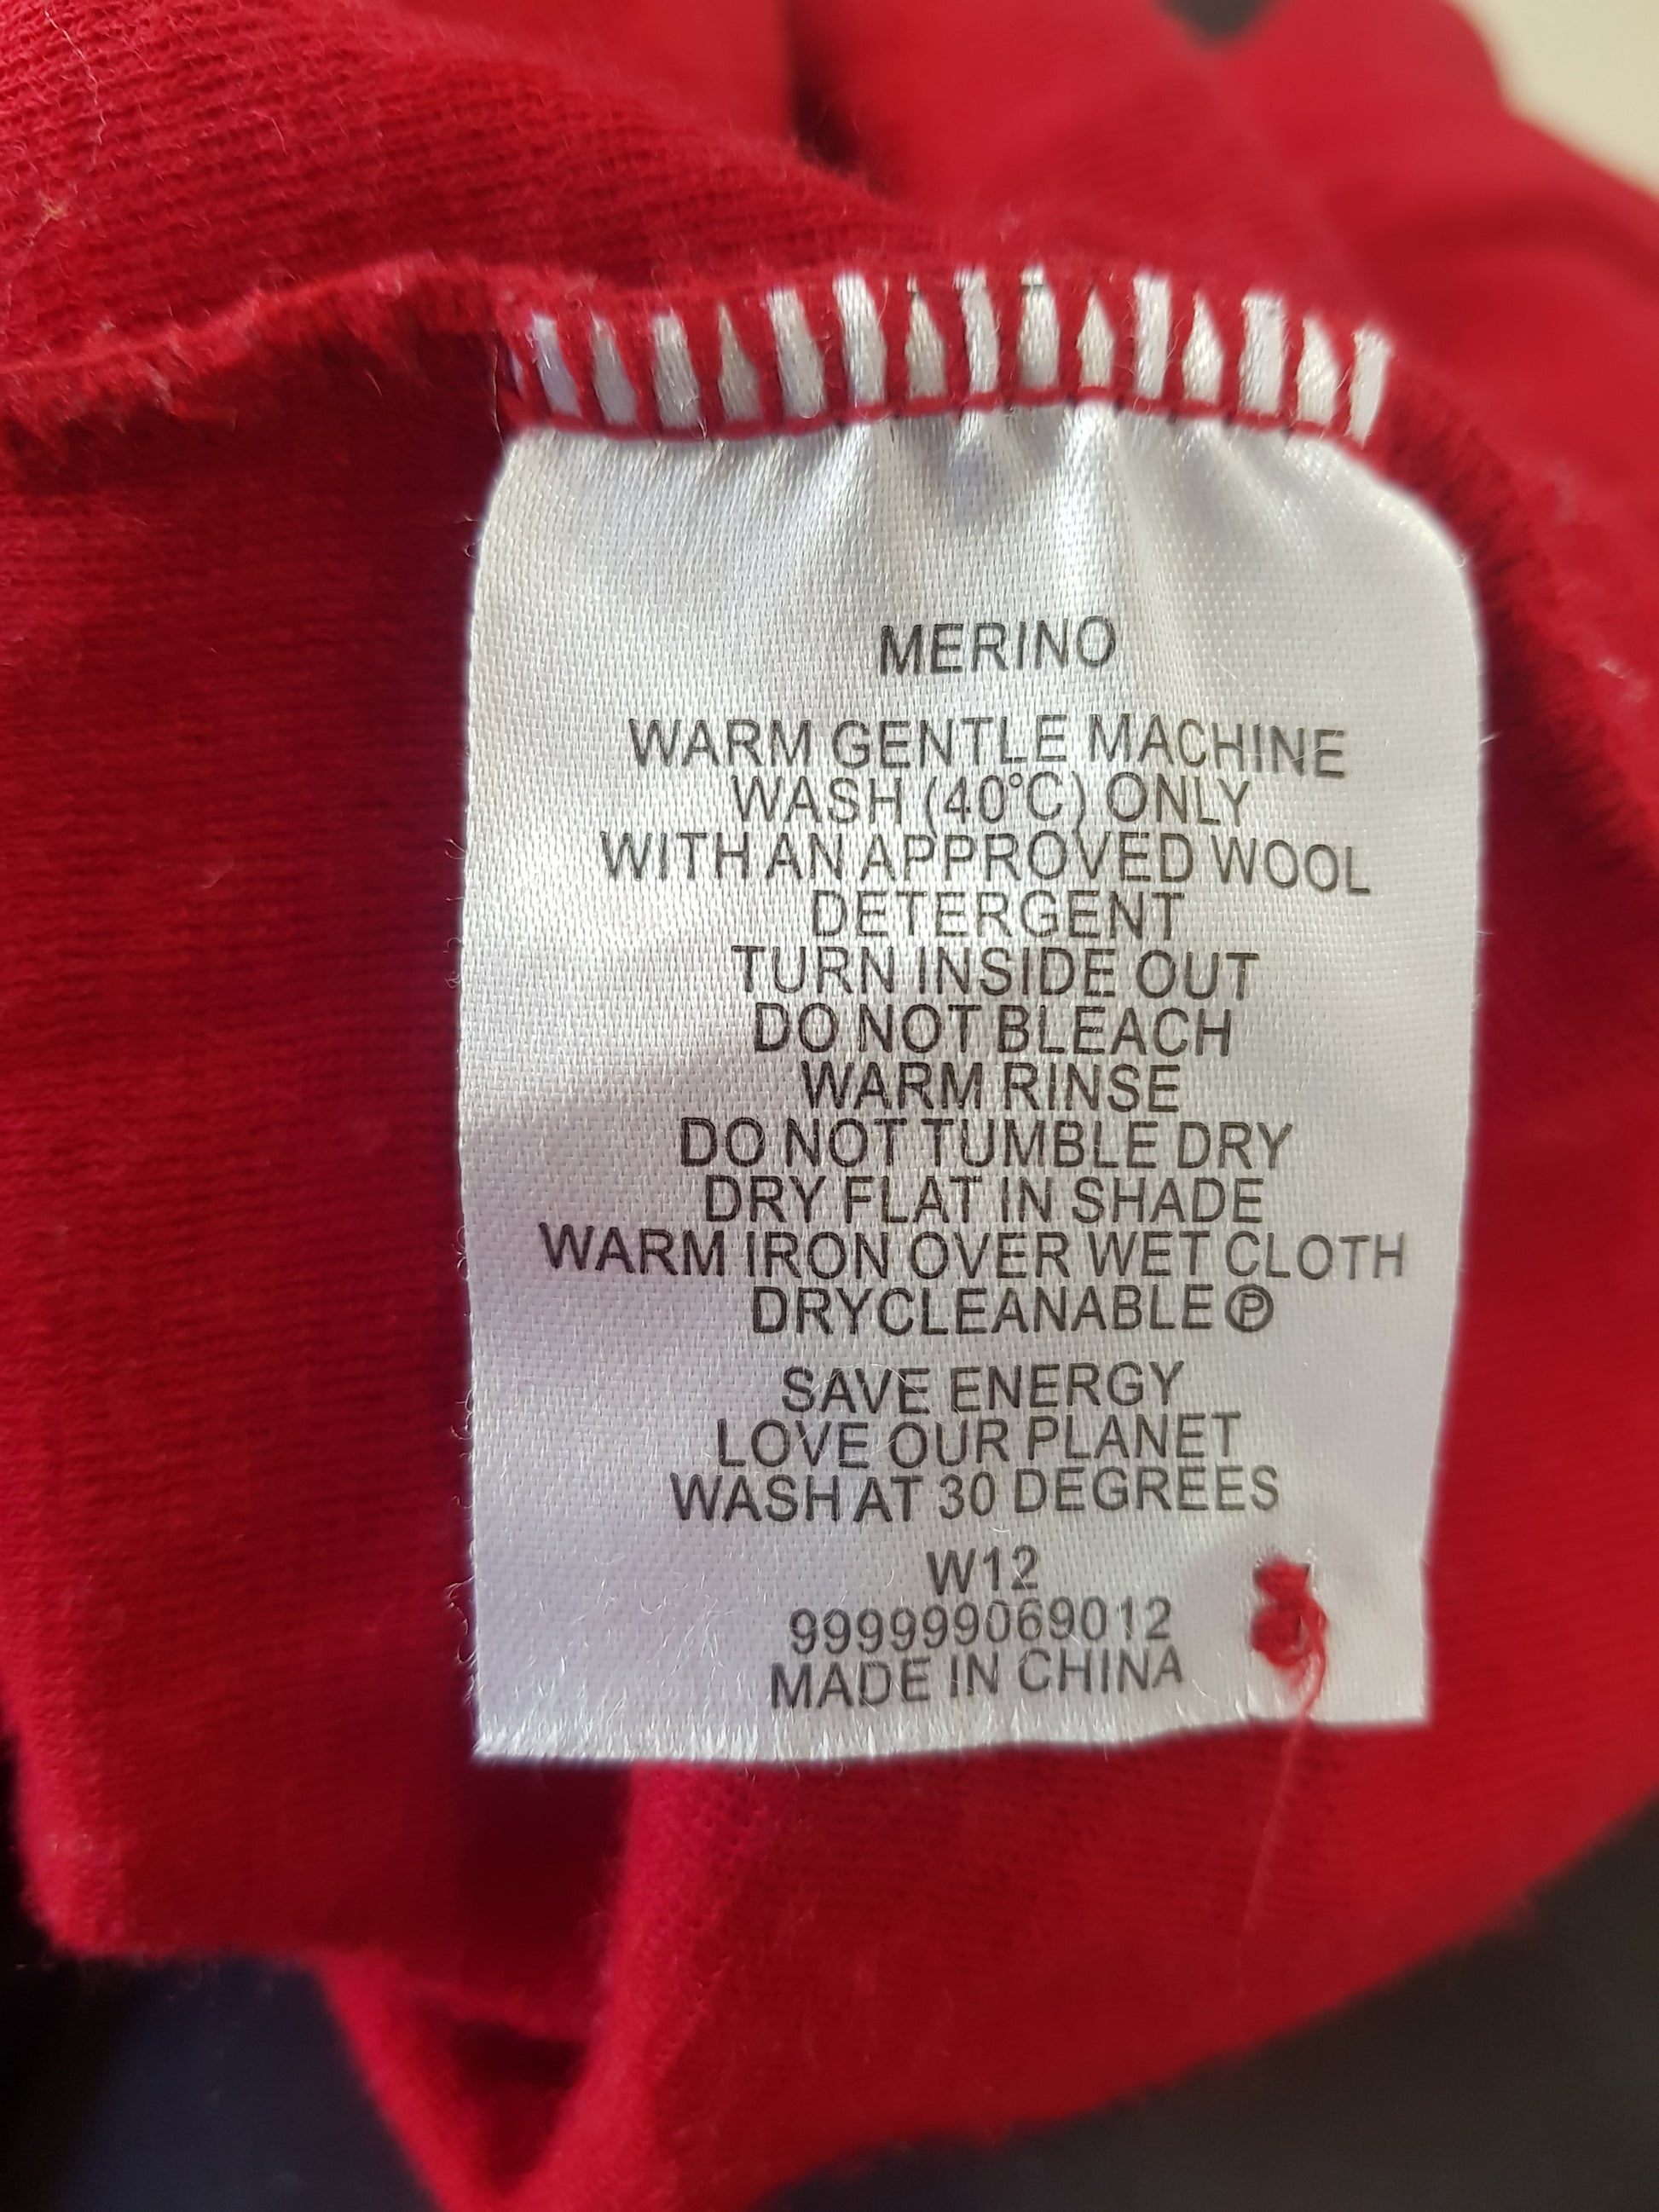 MERINO
WARM GENTLE MACHINE
WASH (40°C) ONLY
WITH AN APPROVED WOOL
DETERGENT
TURN INSIDE OUT
DO NOT BLEACH
WARM RINSE
DO NOT TUMBLE DRY
DRY FLAT IN SHADE
WARM IRON OVER WET CLOTH
DRYCLEANABLE Ⓟ
SAVE ENERGY
LOVE OUR PLANET
WASH AT 30 DEGREES
W12
999999069012
MADE IN CHINA